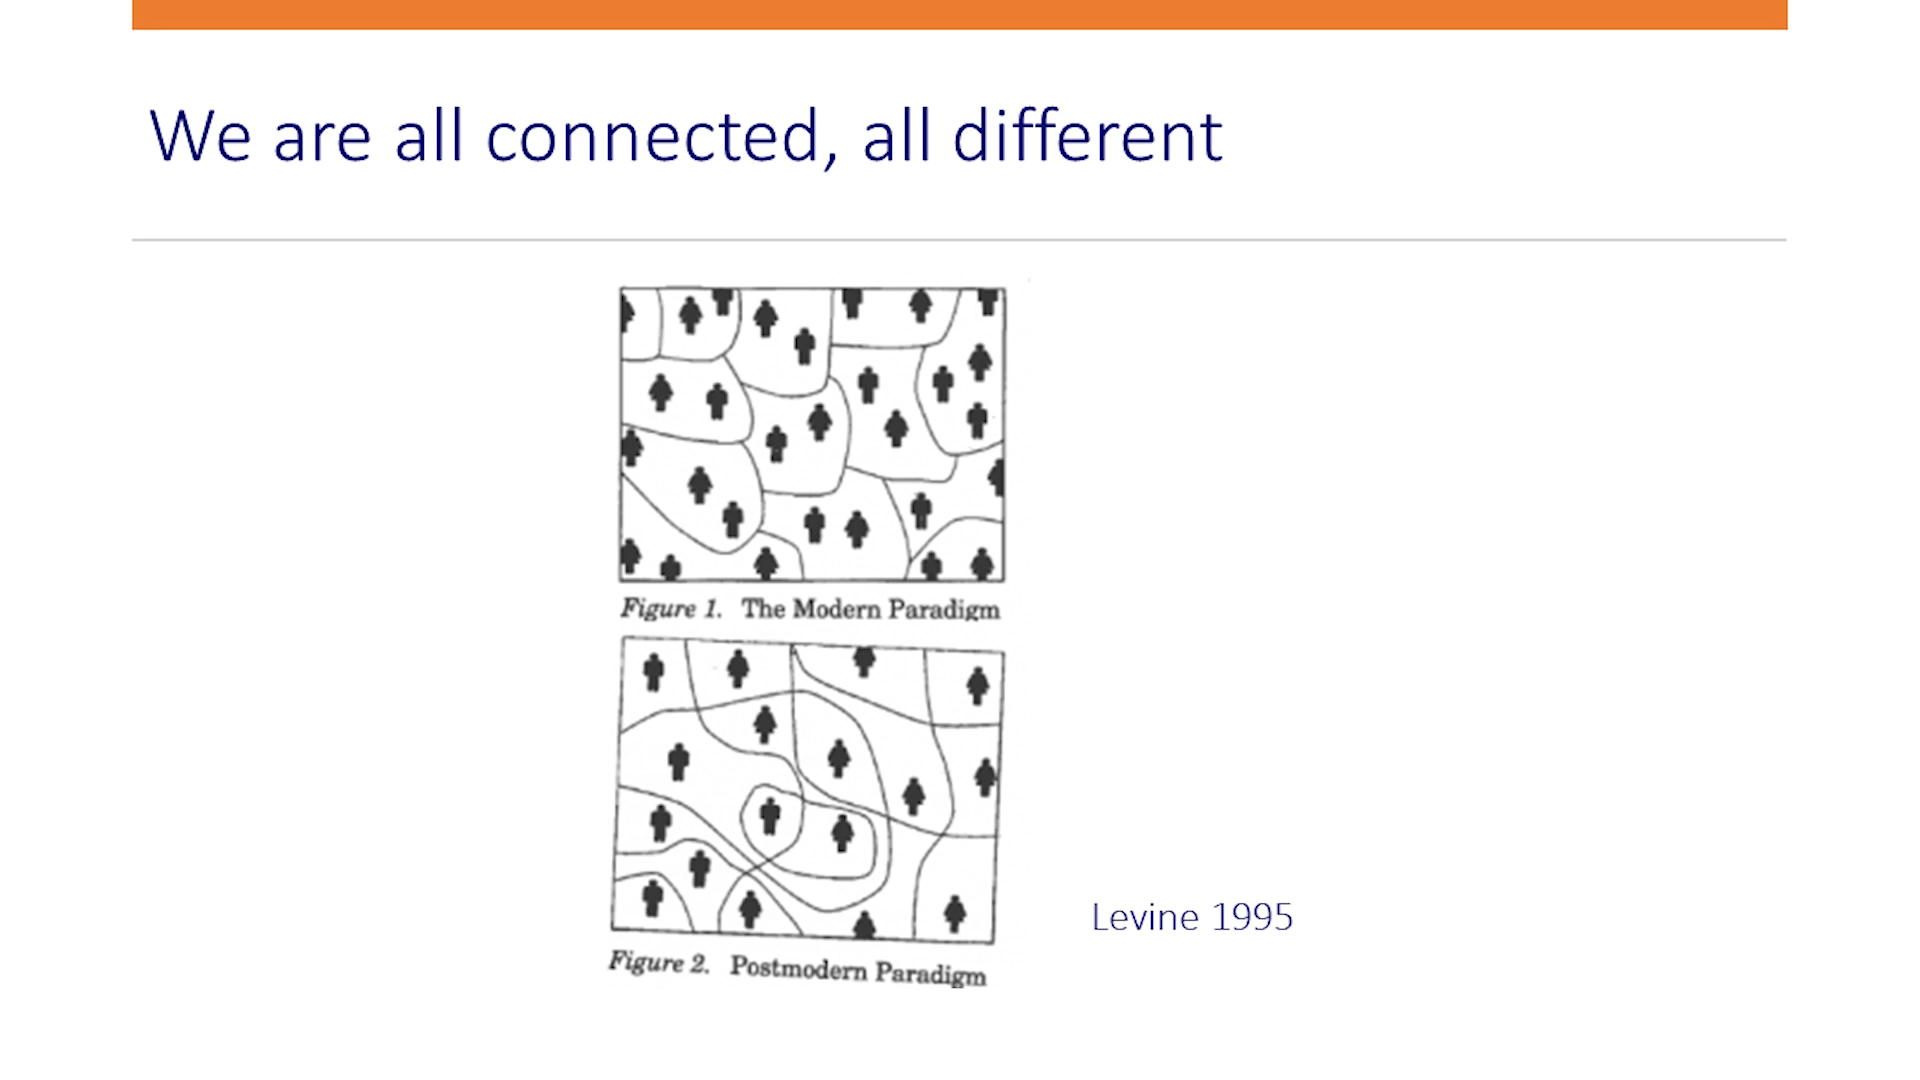 We are all connected, all different
Figure 1. The Modern Paradigm
Figure 2. Postmodern Paradigm
Levine 1995